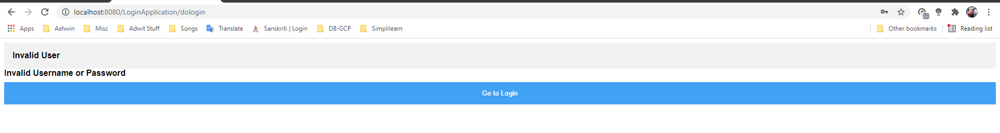 localhost:8080/LoginApplication/dologin
Apps Ashwin Misc Adwit Stuff Songs Translate Sanskriti | Login DB-GCP Simplilearn Other bookmarks Reading list
Invalid User
Invalid Username or Password
Go to Login